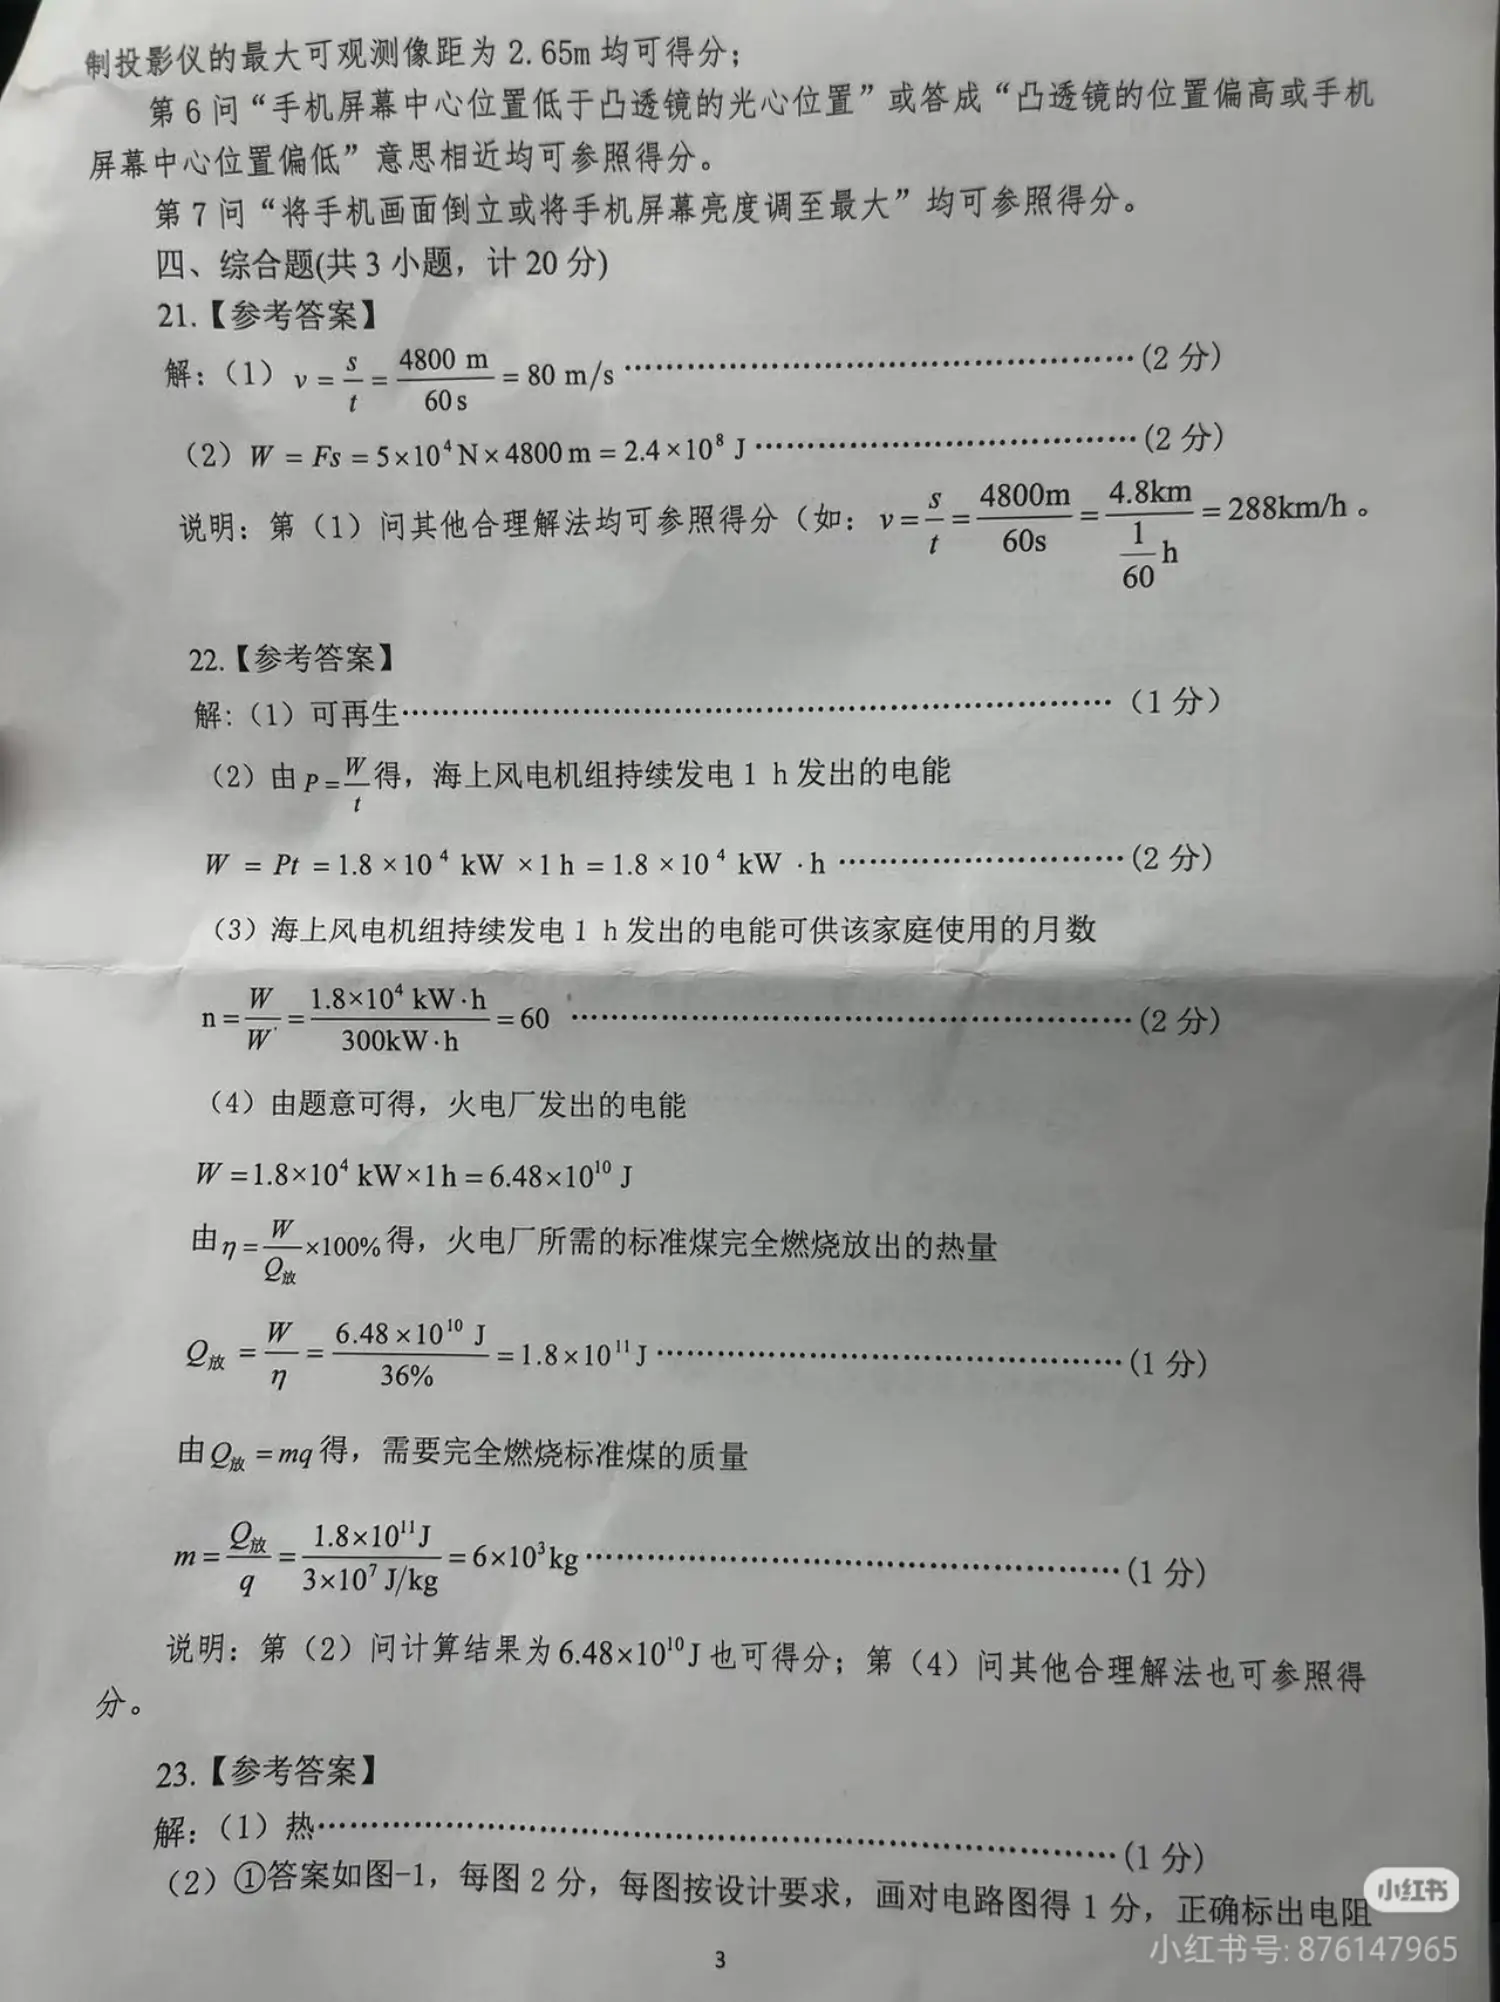 制投影仪的最大可观测像距为 2.65m 均可得分；
第 6 问“手机屏幕中心位置低于凸透镜的光心位置”或答成“凸透镜的位置偏高或手机
屏幕中心位置偏低”意思相近均可参照得分。
第 7 问“将手机画面倒立或将手机屏幕亮度调至最大”均可参照得分。
四、综合题(共 3 小题，计 20 分)
21.【参考答案】
解：（1）v = s/t = 4800 m/60 s = 80 m/s ……………………(2 分)
（2）W = Fs = 5×10⁴ N×4800 m = 2.4×10⁸ J ……………………(2 分)
说明：第（1）问其他合理解法均可参照得分（如：v = s/t = 4800m/60s = 4.8km/(1/60 h) = 288km/h 。
22.【参考答案】
解:（1）可再生……………………（1 分）
（2）由 P = W/t 得，海上风电机组持续发电 1 h 发出的电能
W = Pt = 1.8 ×10⁴ kW ×1 h = 1.8 ×10⁴ kW ·h ……………………(2 分)
（3）海上风电机组持续发电 1 h 发出的电能可供该家庭使用的月数
n = W/W' = 1.8×10⁴ kW·h/300kW·h = 60 ……………………(2 分)
（4）由题意可得，火电厂发出的电能
W =1.8×10⁴ kW×1h = 6.48×10¹⁰ J
由 η = W/Q放 ×100% 得，火电厂所需的标准煤完全燃烧放出的热量
Q放 = W/η = 6.48 ×10¹⁰ J/36% = 1.8×10¹¹ J ……………………(1 分)
由 Q放 = mq 得，需要完全燃烧标准煤的质量
m = Q放/q = 1.8×10¹¹J/3×10⁷ J/kg = 6×10³kg ……………………(1 分)
说明：第（2）问计算结果为 6.48×10¹⁰ J 也可得分；第（4）问其他合理解法也可参照得
分。
23.【参考答案】
解：（1）热……………………(1 分)
（2）①答案如图-1，每图 2 分，每图按设计要求，画对电路图得 1 分，正确标出电阻
小红书
小红书号: 876147965
3